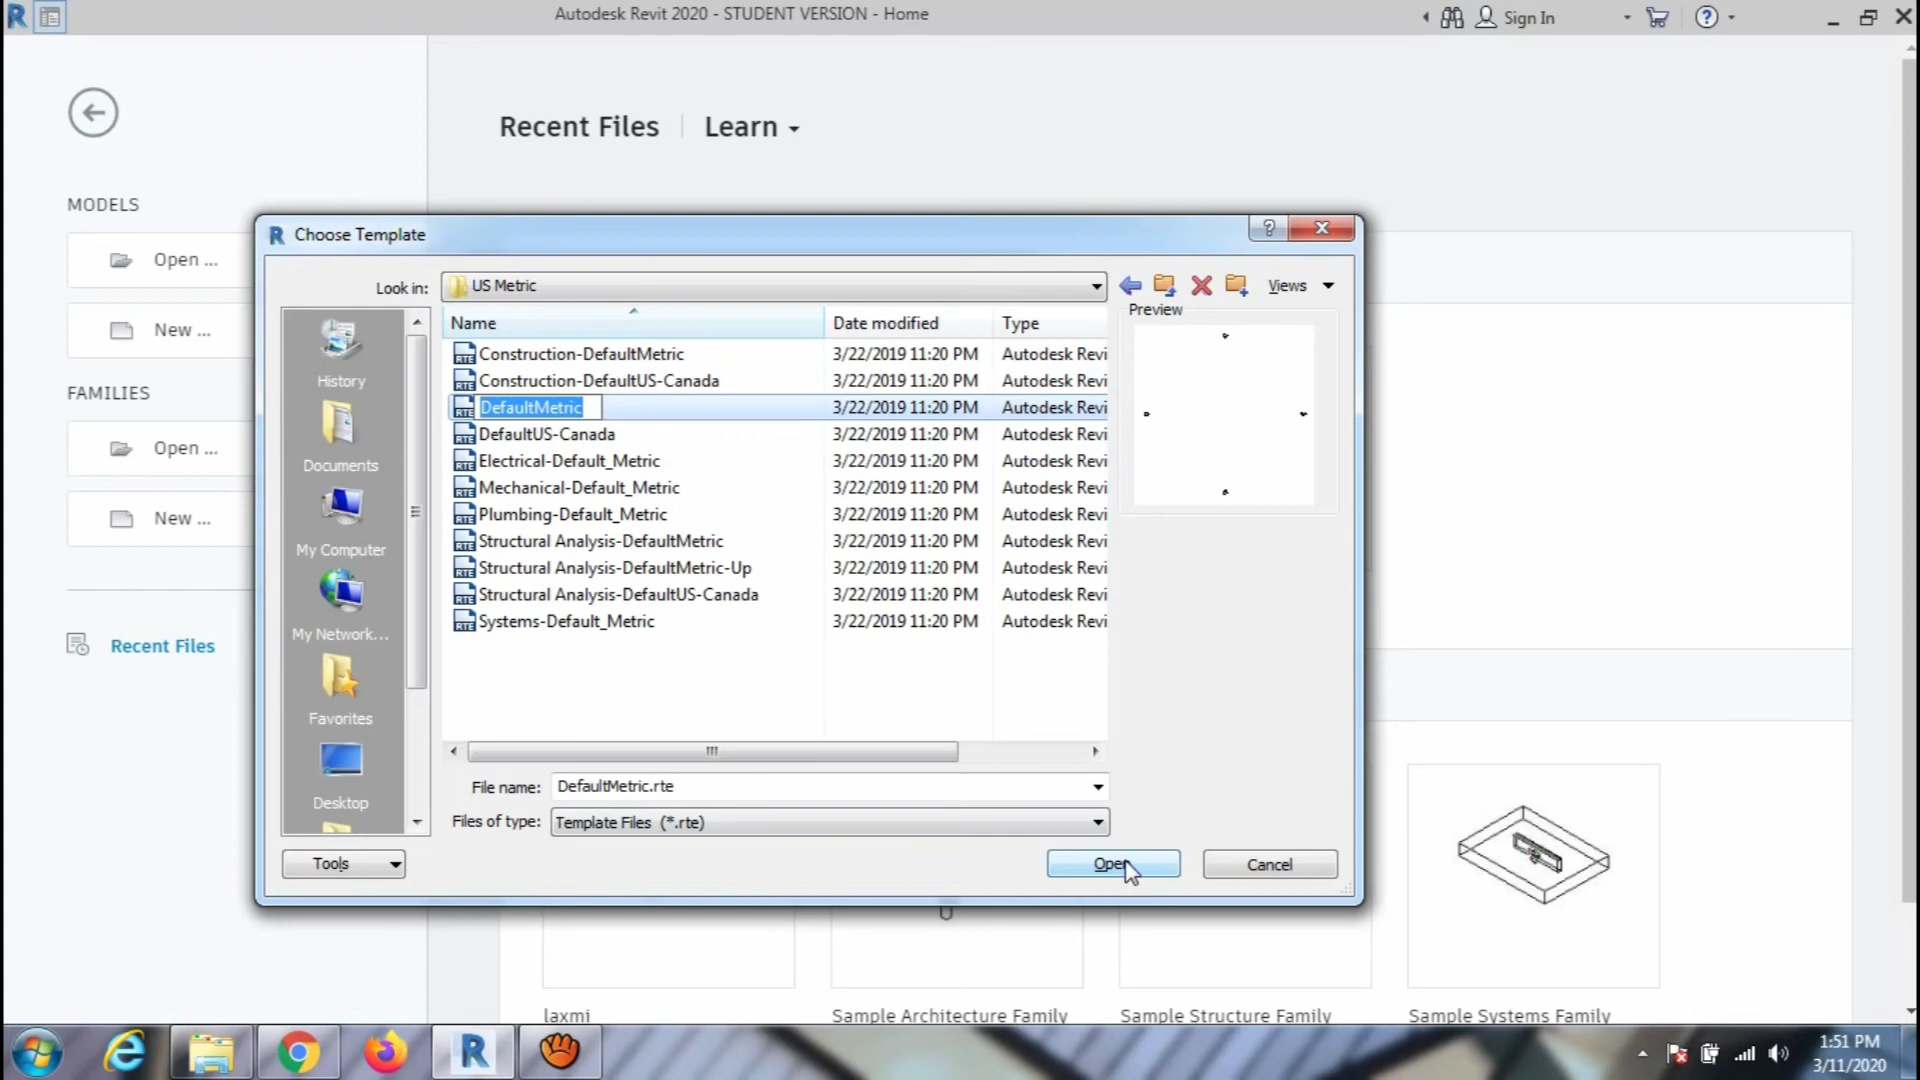 Autodesk Revit 2020 - STUDENT VERSION - Home
Sign In
Recent Files
Learn
MODELS
Open ...
New ...
FAMILIES
Open ...
New ...
Recent Files
Choose Template
Look in:
US Metric
Views
Name
Date modified
Type
Preview
Construction-DefaultMetric 3/22/2019 11:20 PM Autodesk Revi
Construction-DefaultUS-Canada 3/22/2019 11:20 PM Autodesk Revi
DefaultMetric 3/22/2019 11:20 PM Autodesk Revi
DefaultUS-Canada 3/22/2019 11:20 PM Autodesk Revi
Electrical-Default_Metric 3/22/2019 11:20 PM Autodesk Revi
Mechanical-Default_Metric 3/22/2019 11:20 PM Autodesk Revi
Plumbing-Default_Metric 3/22/2019 11:20 PM Autodesk Revi
Structural Analysis-DefaultMetric 3/22/2019 11:20 PM Autodesk Revi
Structural Analysis-DefaultMetric-Up 3/22/2019 11:20 PM Autodesk Revi
Structural Analysis-DefaultUS-Canada 3/22/2019 11:20 PM Autodesk Revi
Systems-Default_Metric 3/22/2019 11:20 PM Autodesk Revi
History
Documents
My Computer
My Network...
Favorites
Desktop
File name: DefaultMetric.rte
Files of type: Template Files (*.rte)
Tools
Open
Cancel
laxmi
Sample Architecture Family
Sample Structure Family
Sample Systems Family
1:51 PM
3/11/2020